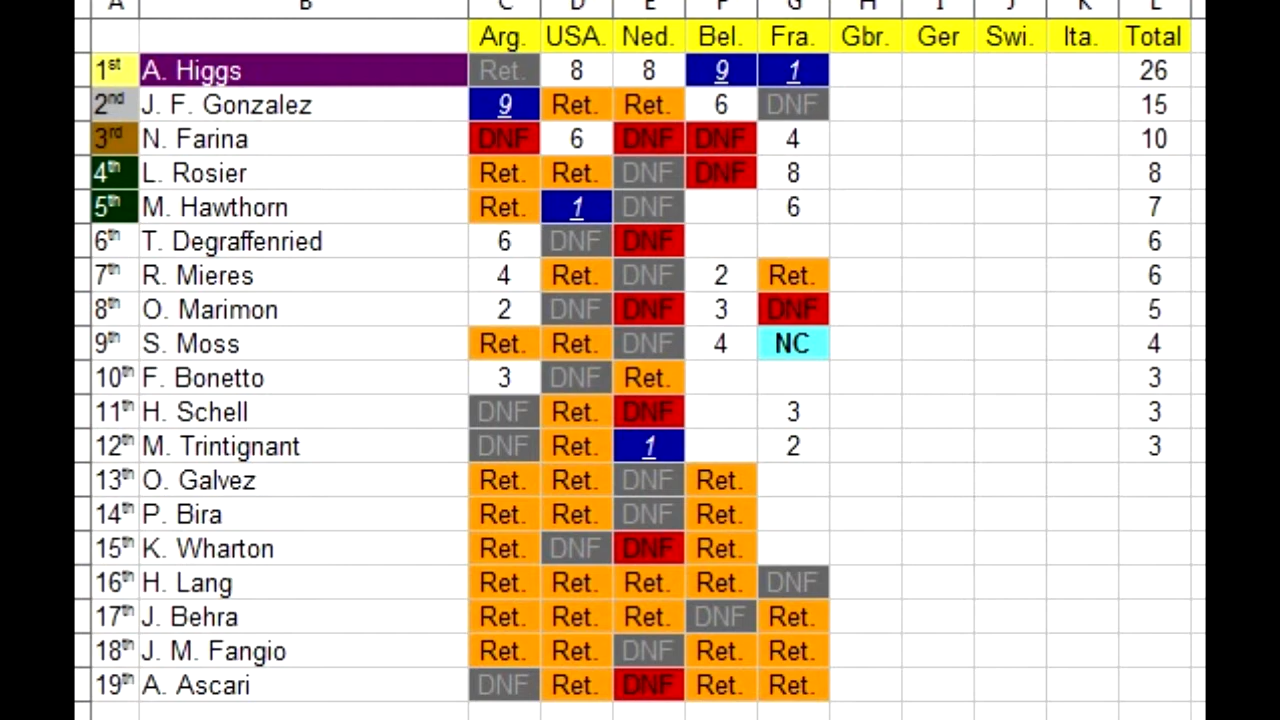 A B C D E F G H I J K L
Arg. USA. Ned. Bel. Fra. Gbr. Ger Swi. Ita. Total
1st A. Higgs Ret. 8 8 9 1 26
2nd J. F. Gonzalez 9 Ret. Ret. 6 DNF 15
3rd N. Farina DNF 6 DNF DNF 4 10
4th L. Rosier Ret. Ret. DNF DNF 8 8
5th M. Hawthorn Ret. 1 DNF 6 7
6th T. Degraffenried 6 DNF DNF 6
7th R. Mieres 4 Ret. DNF 2 Ret. 6
8th O. Marimon 2 DNF DNF 3 DNF 5
9th S. Moss Ret. Ret. DNF 4 NC 4
10th F. Bonetto 3 DNF Ret. 3
11th H. Schell DNF Ret. DNF 3 3
12th M. Trintignant DNF Ret. 1 2 3
13th O. Galvez Ret. Ret. DNF Ret.
14th P. Bira Ret. Ret. DNF Ret.
15th K. Wharton Ret. DNF DNF Ret.
16th H. Lang Ret. Ret. Ret. Ret. DNF
17th J. Behra Ret. Ret. Ret. DNF Ret.
18th J. M. Fangio Ret. Ret. DNF Ret. Ret.
19th A. Ascari DNF Ret. DNF Ret. Ret.